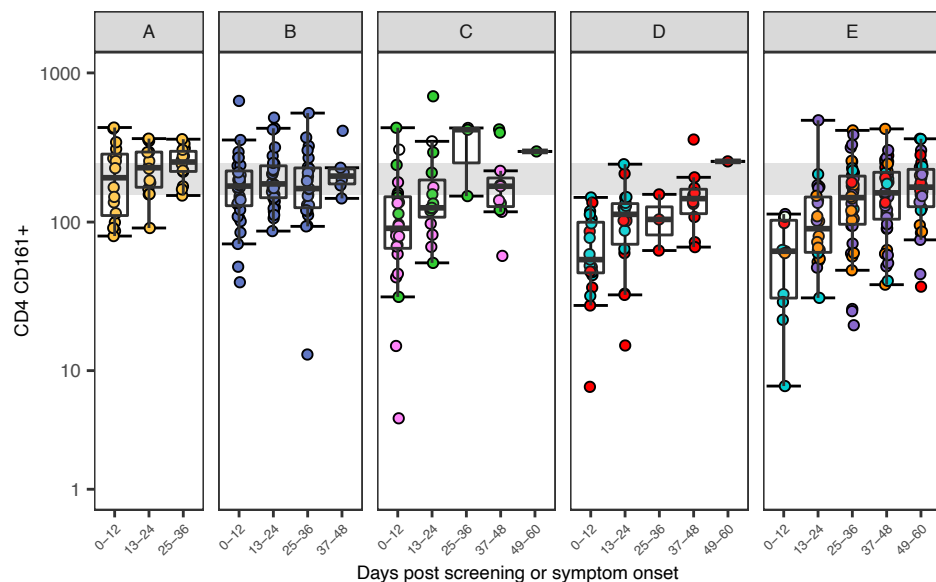 A B C D E
CD4 CD161+
1000
100
10
1
0−12 13−24 25−36 0−12 13−24 25−36 37−48 0−12 13−24 25−36 37−48 49−60 0−12 13−24 25−36 37−48 49−60 0−12 13−24 25−36 37−48 49−60
Days post screening or symptom onset